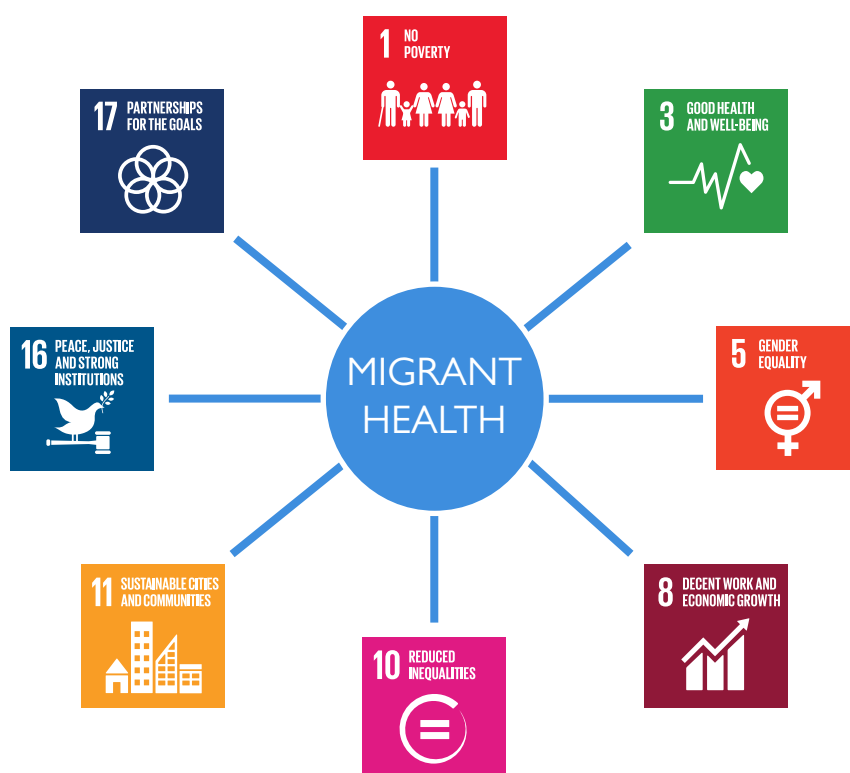 1 NO
POVERTY
17 PARTNERSHIPS
FOR THE GOALS
3 GOOD HEALTH
AND WELL-BEING
16 PEACE, JUSTICE
AND STRONG
INSTITUTIONS
MIGRANT
HEALTH
5 GENDER
EQUALITY
11 SUSTAINABLE CITIES
AND COMMUNITIES
8 DECENT WORK AND
ECONOMIC GROWTH
10 REDUCED
INEQUALITIES